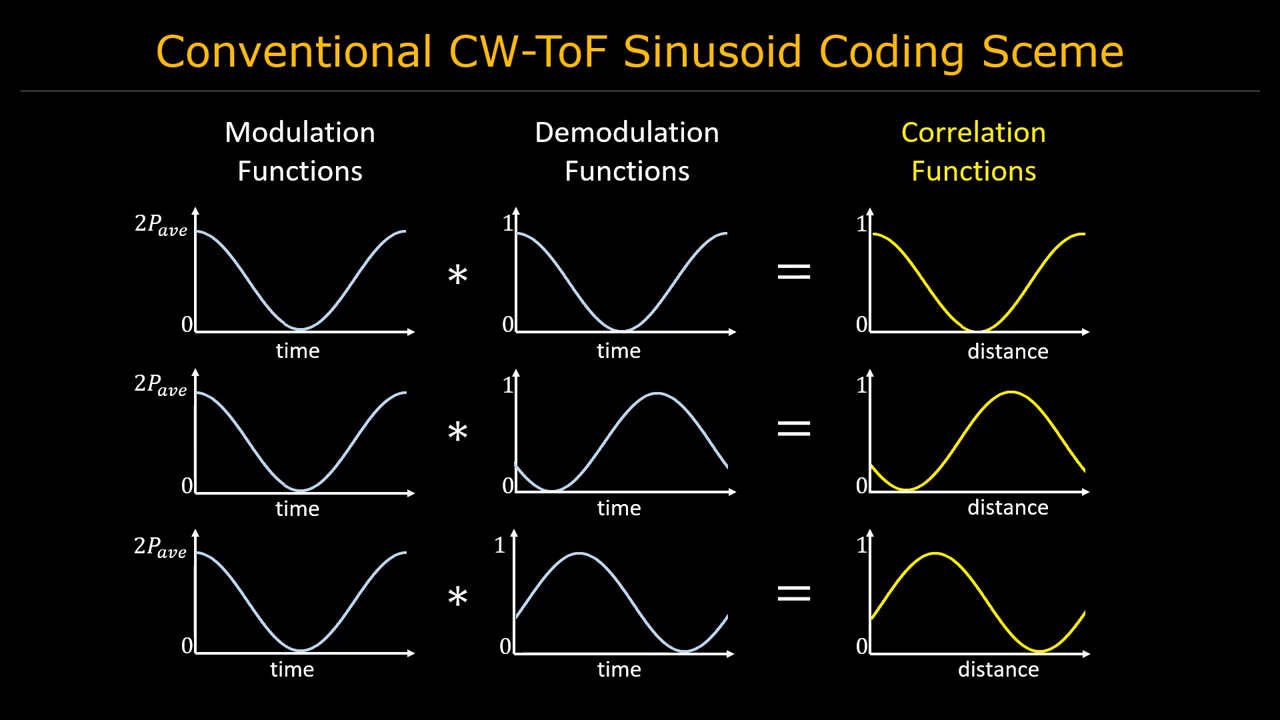 Conventional CW-ToF Sinusoid Coding Sceme
Modulation
Functions
Demodulation
Functions
Correlation
Functions
2P_ave
0
time
*
1
0
time
=
1
0
distance
2P_ave
0
time
*
1
0
time
=
1
0
distance
2P_ave
0
time
*
1
0
time
=
1
0
distance